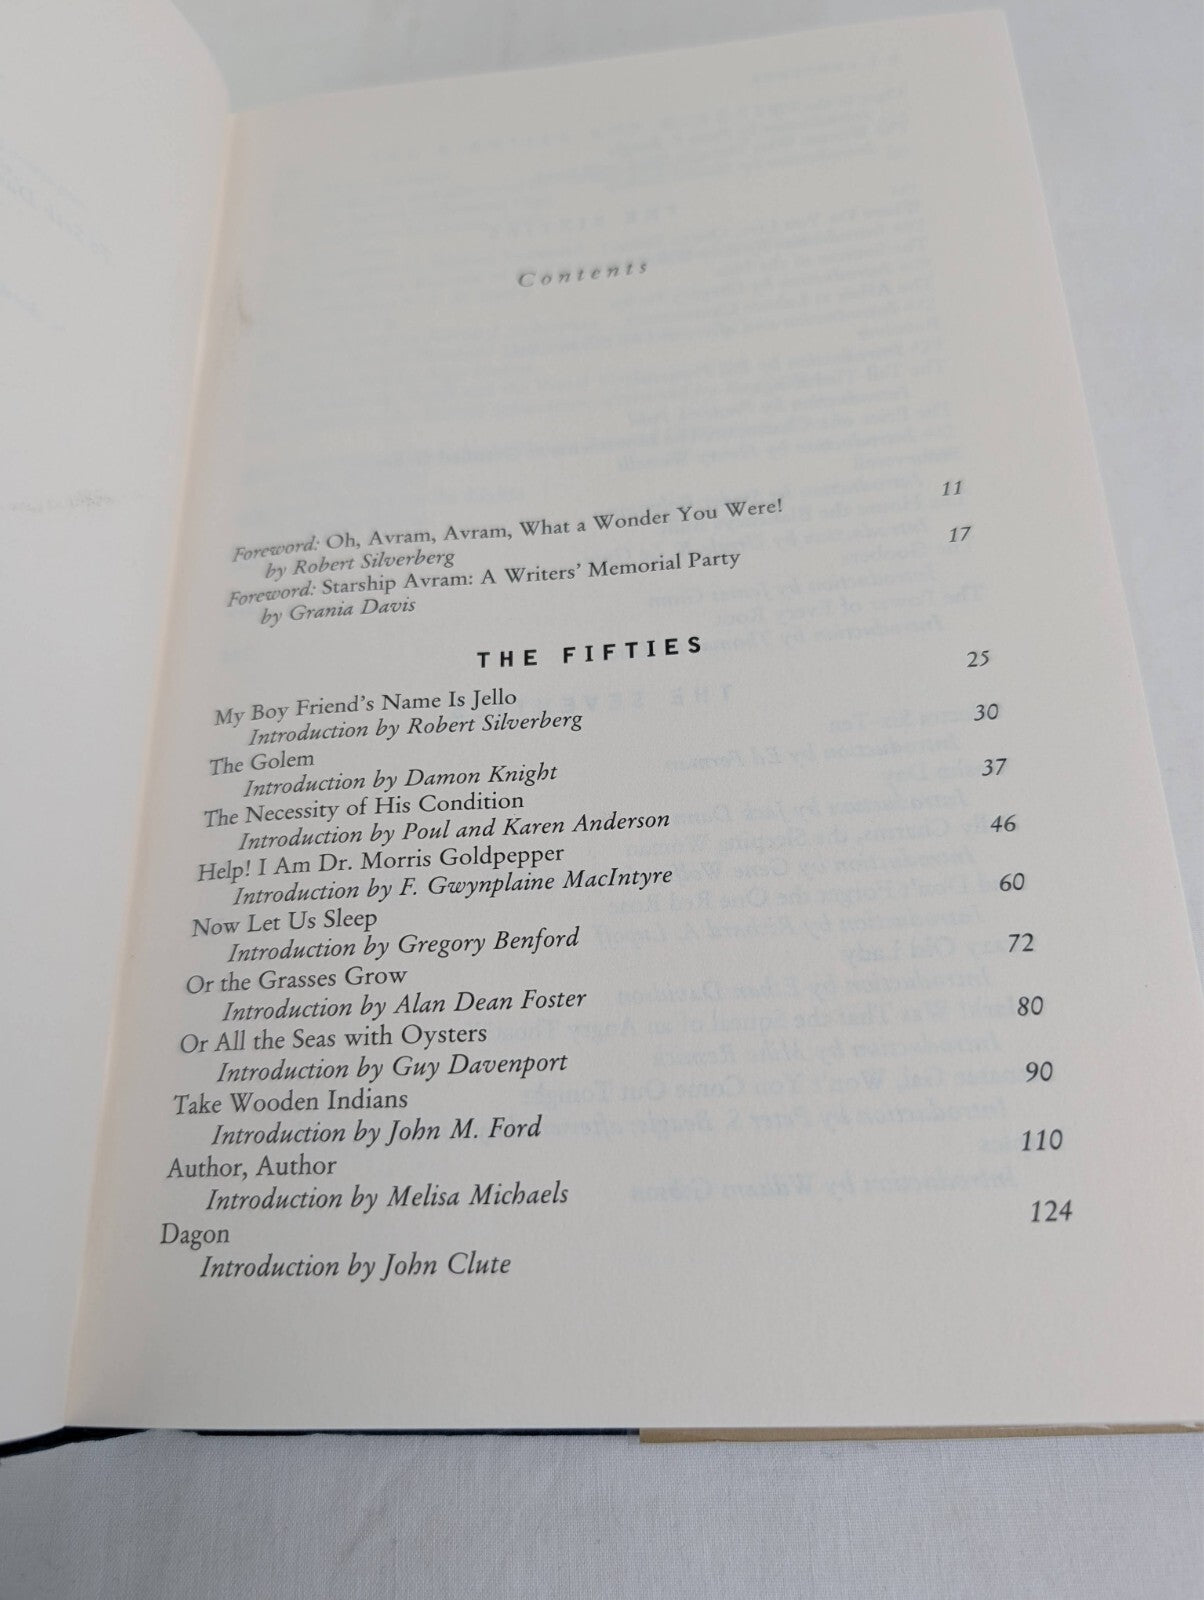 Contents
Foreword: Oh, Avram, Avram, What a Wonder You Were! 11
by Robert Silverberg
Foreword: Starship Avram: A Writers' Memorial Party 17
by Grania Davis
THE FIFTIES
My Boy Friend's Name Is Jello 25
Introduction by Robert Silverberg
The Golem 30
Introduction by Damon Knight
The Necessity of His Condition 37
Introduction by Poul and Karen Anderson
Help! I Am Dr. Morris Goldpepper 46
Introduction by F. Gwynplaine MacIntyre
Now Let Us Sleep 60
Introduction by Gregory Benford
Or the Grasses Grow 72
Introduction by Alan Dean Foster
Or All the Seas with Oysters 80
Introduction by Guy Davenport
Take Wooden Indians 90
Introduction by John M. Ford
Author, Author 110
Introduction by Melisa Michaels
Dagon 124
Introduction by John Clute